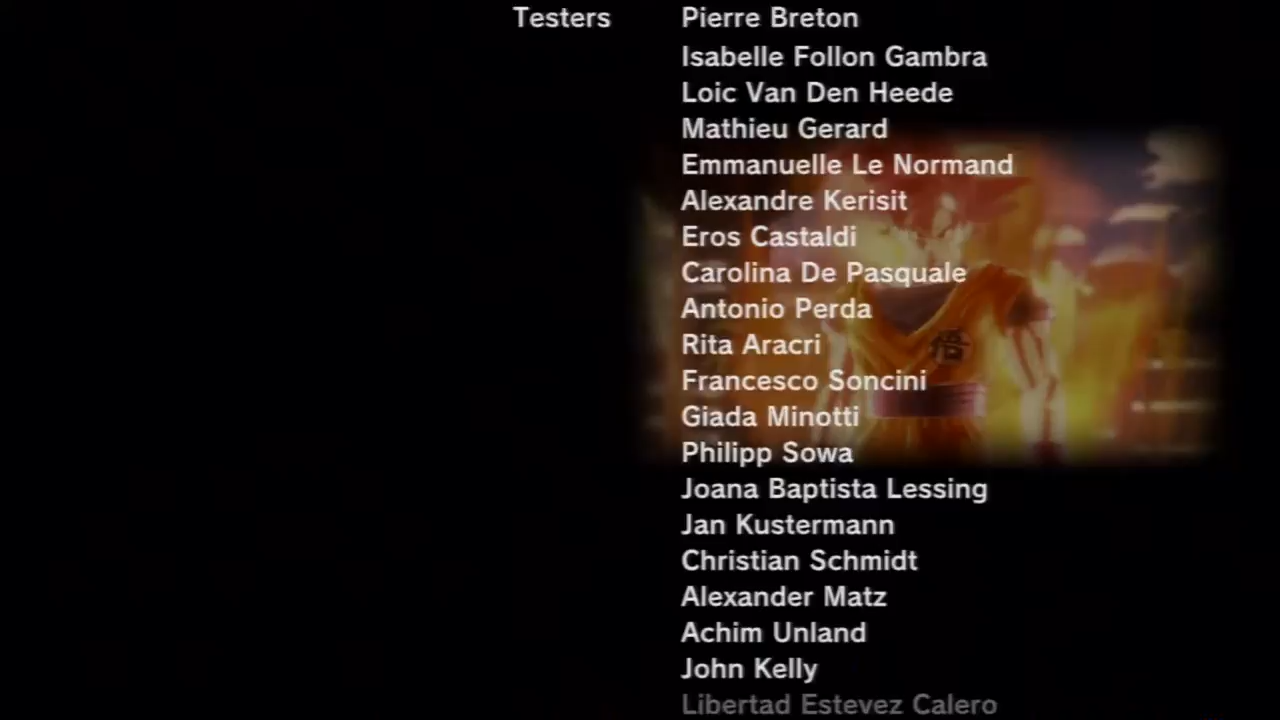 Testers Pierre Breton
Isabelle Follon Gambra
Loic Van Den Heede
Mathieu Gerard
Emmanuelle Le Normand
Alexandre Kerisit
Eros Castaldi
Carolina De Pasquale
Antonio Perda
Rita Aracri
悟
Francesco Soncini
Giada Minotti
Philipp Sowa
Joana Baptista Lessing
Jan Kustermann
Christian Schmidt
Alexander Matz
Achim Unland
John Kelly
Libertad Estevez Calero